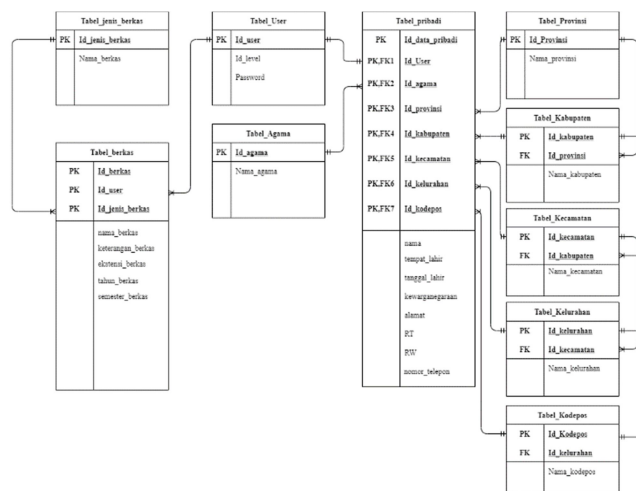 Tabel_jenis_berkas
PK Id_jenis_berkas
Nama_berkas
Tabel_User
PK Id_user
Id_level
Password
Tabel_pribadi
PK Id_data_pribadi
PK,FK1 Id_User
PK,FK2 Id_agama
PK,FK3 Id_provinsi
PK,FK4 Id_kabupaten
PK,FK5 Id_kecamatan
PK,FK6 Id_kelurahan
PK,FK7 Id_kodepos
nama
tempat_lahir
tanggal_lahir
kewarganegaraan
alamat
RT
RW
nomor_telepon
Tabel_Provinsi
PK Id_Provinsi
Nama_provinsi
Tabel_Agama
PK Id_agama
Nama_agama
Tabel_Kabupaten
PK Id_kabupaten
FK Id_provinsi
Nama_kabupaten
Tabel_berkas
PK Id_berkas
PK Id_user
PK Id_jenis_berkas
nama_berkas
keterangan_berkas
ekstensi_berkas
tahun_berkas
semester_berkas
Tabel_Kecamatan
PK Id_kecamatan
FK Id_kabupaten
Nama_kecamatan
Tabel_Kelurahan
PK Id_kelurahan
FK Id_kecamatan
Nama_kelurahan
Tabel_Kodepos
PK Id_Kodepos
FK Id_kelurahan
Nama_kodepos